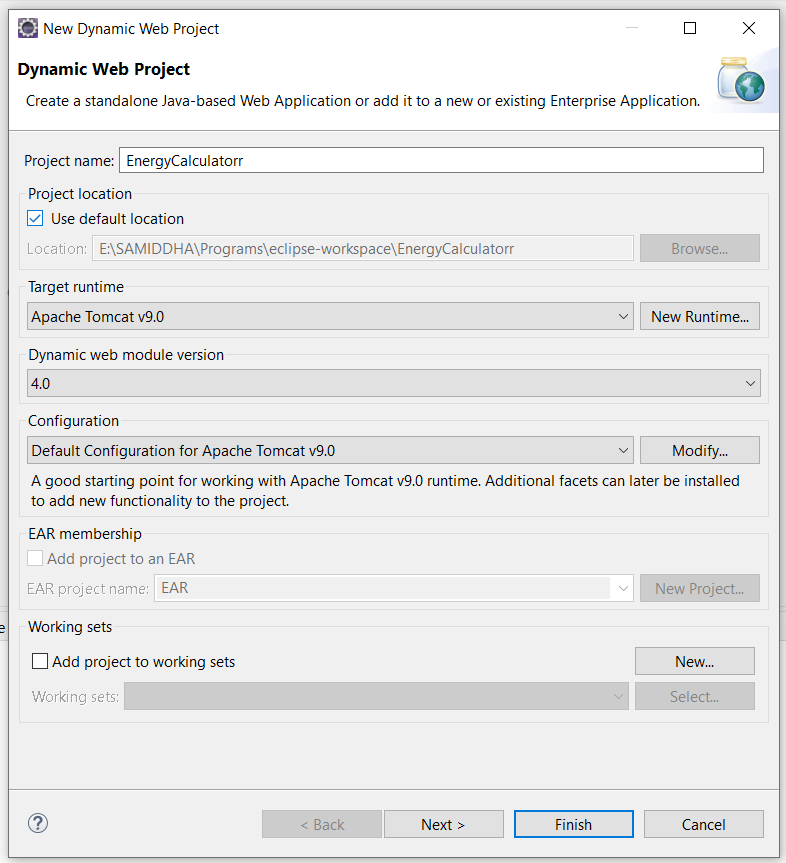 New Dynamic Web Project
Dynamic Web Project
Create a standalone Java-based Web Application or add it to a new or existing Enterprise Application.
Project name: EnergyCalculatorr
Project location
Use default location
Location: E:\SAMIDDHA\Programs\eclipse-workspace\EnergyCalculatorr Browse...
Target runtime
Apache Tomcat v9.0 New Runtime...
Dynamic web module version
4.0
Configuration
Default Configuration for Apache Tomcat v9.0 Modify...
A good starting point for working with Apache Tomcat v9.0 runtime. Additional facets can later be installed
to add new functionality to the project.
EAR membership
Add project to an EAR
EAR project name: EAR New Project...
Working sets
Add project to working sets New...
Working sets: Select...
? < Back Next > Finish Cancel